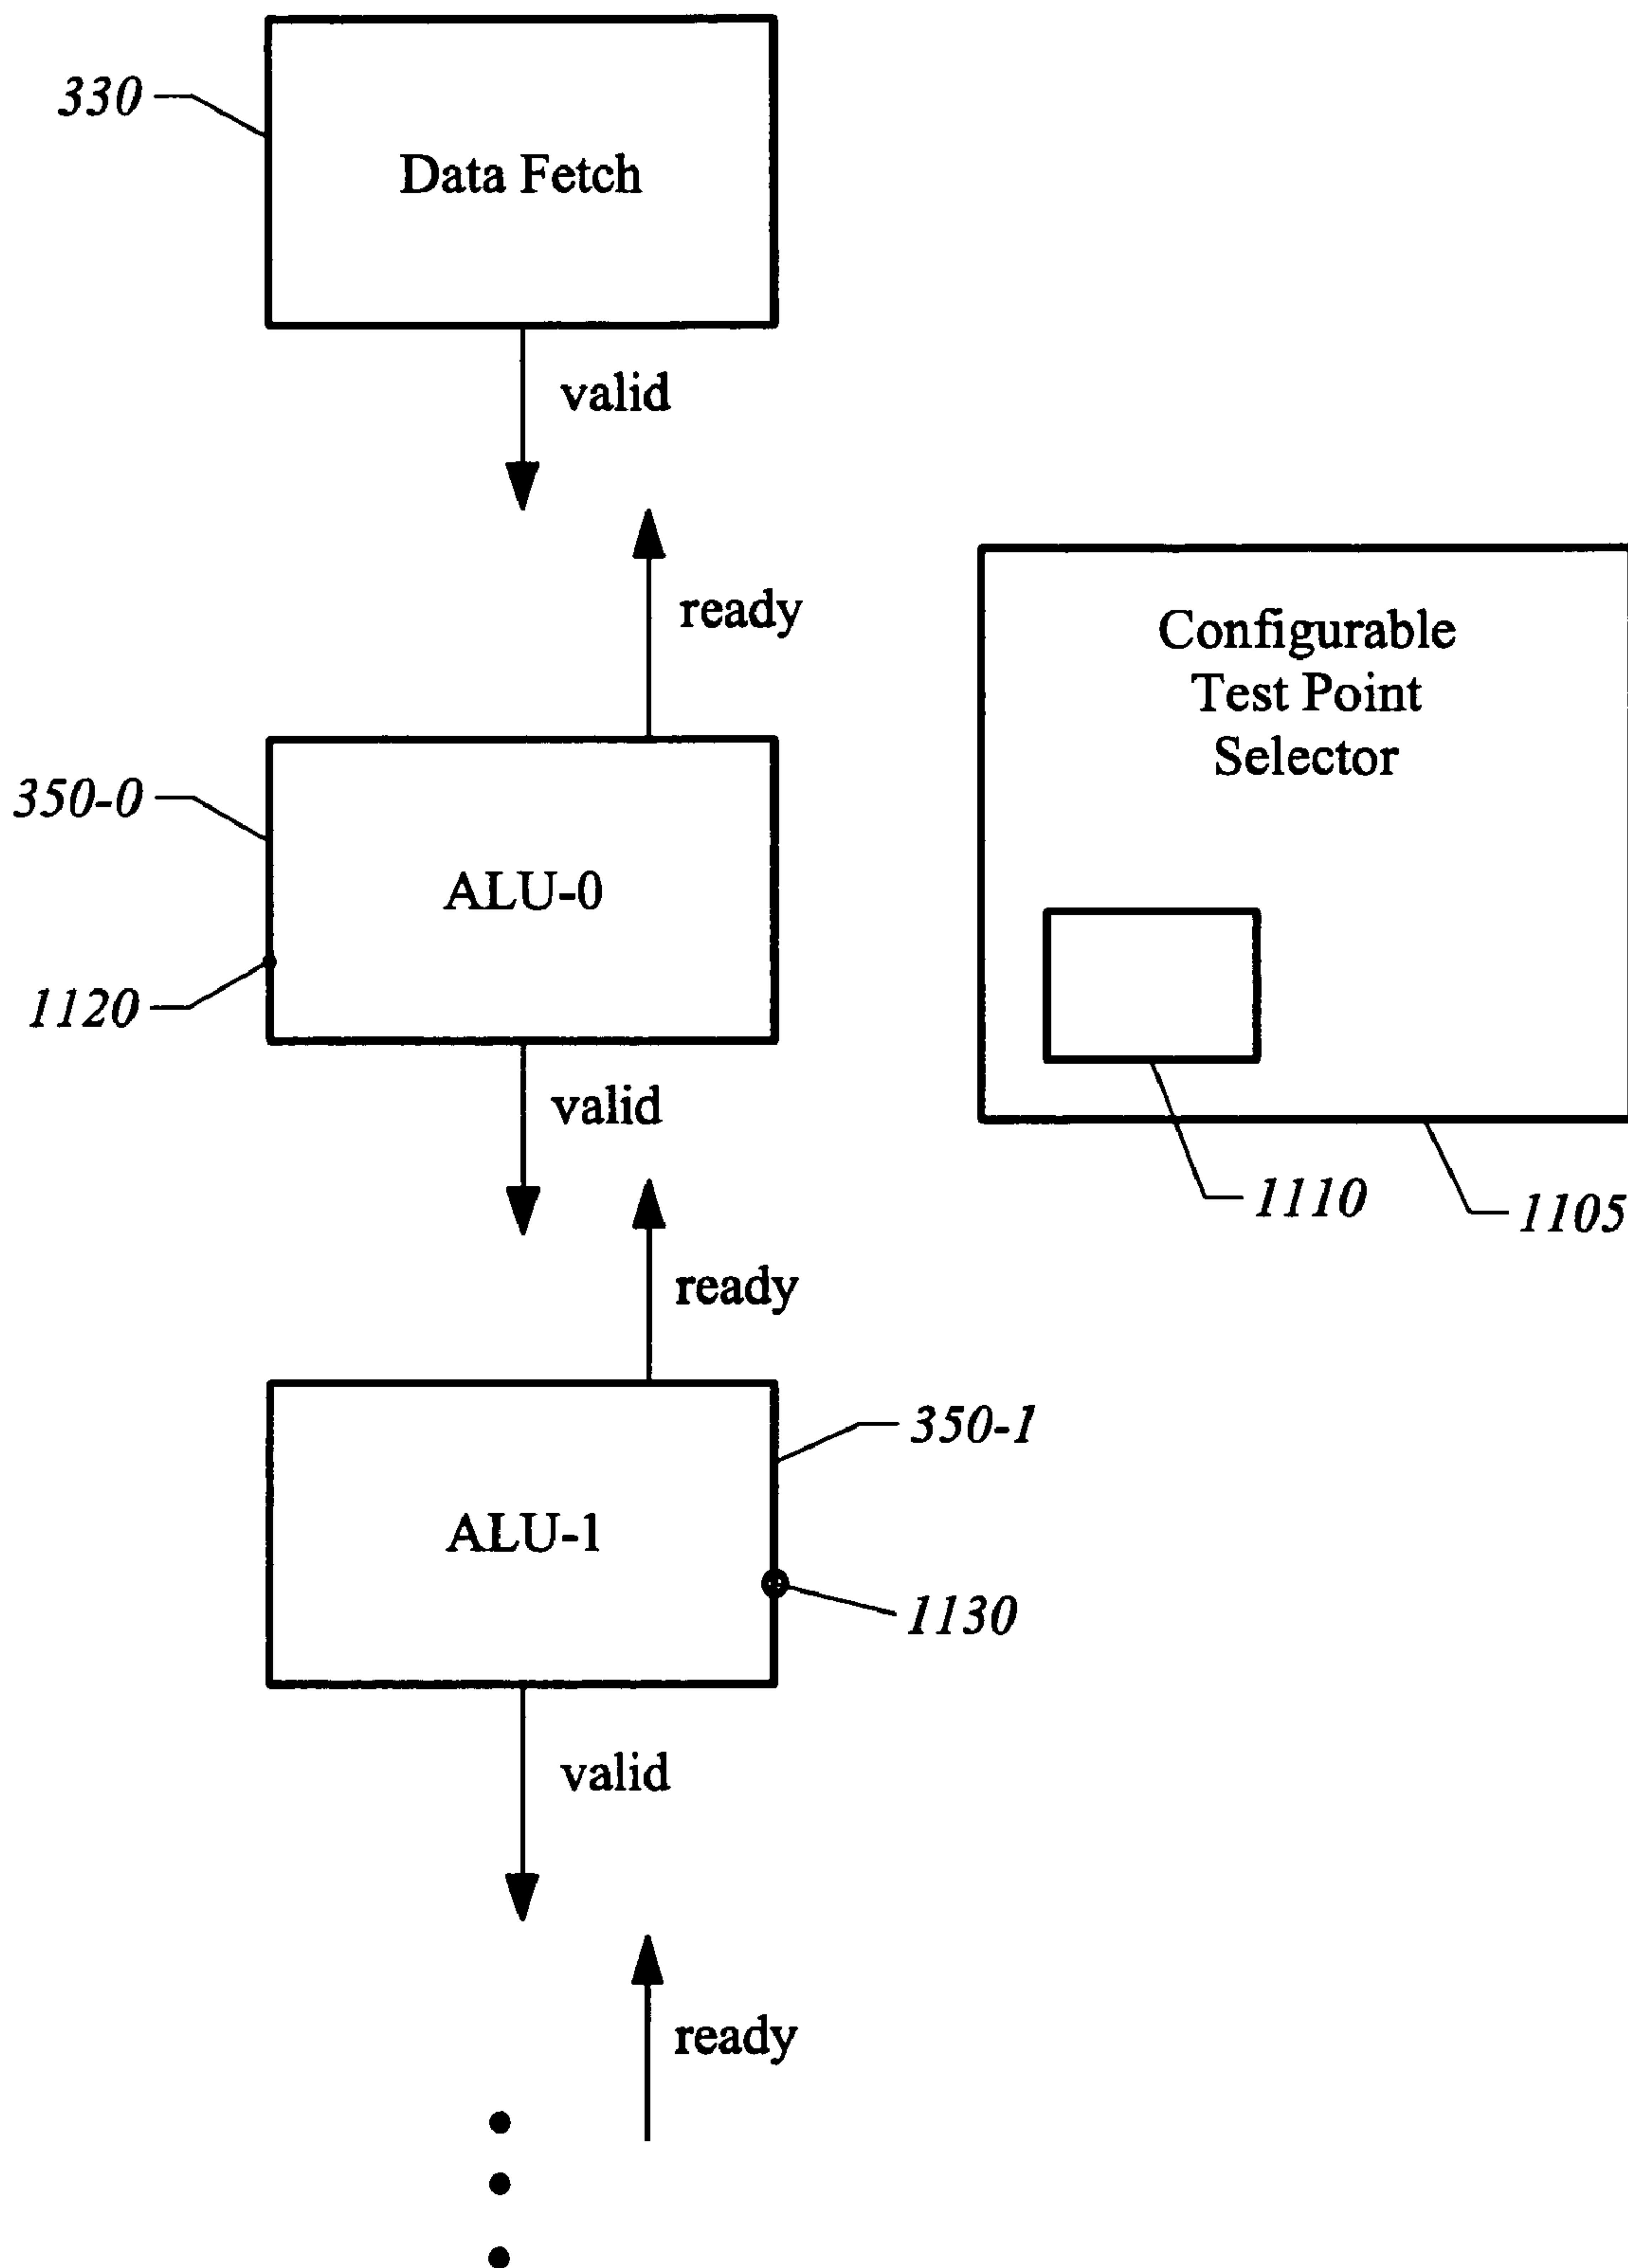 330
Data Fetch
valid
ready
Configurable
Test Point
Selector
350-0
ALU-0
1120
valid
1110
1105
ready
350-1
ALU-1
1130
valid
ready